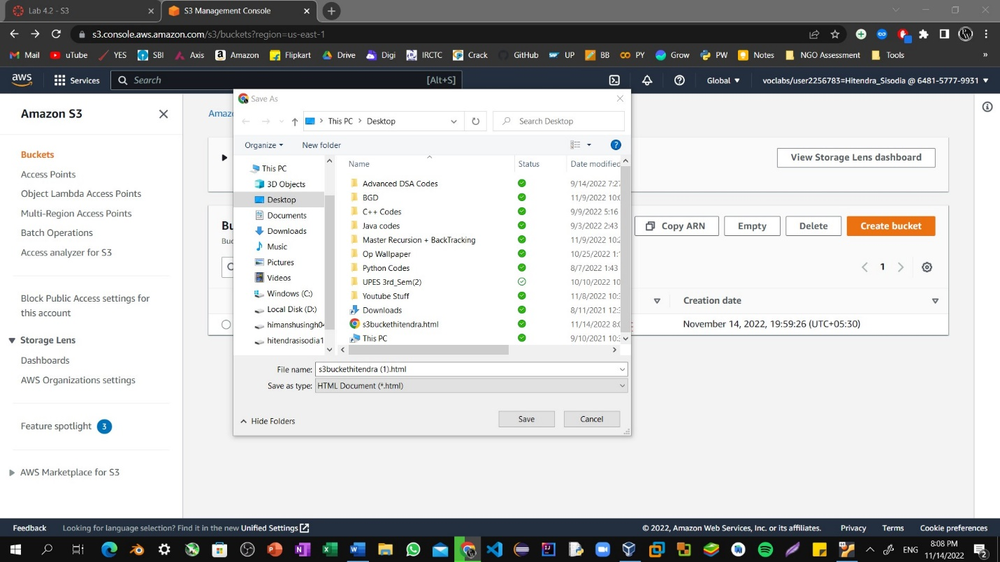 Lab 4.2 - S3
S3 Management Console
s3.console.aws.amazon.com/s3/buckets?region=us-east-1
Mail uTube YES SBI Axis Amazon Flipkart Drive Digi IRCTC Crack GitHub UP BB PY Grow PW Notes NGO Assessment Tools »
aws Services Search [Alt+S] Global voclabs/user2256783=Hitendra_Sisodia @ 6481-5777-9931
Amazon S3
Buckets
Access Points
Object Lambda Access Points
Multi-Region Access Points
Batch Operations
Access analyzer for S3
Block Public Access settings for
this account
Storage Lens
Dashboards
AWS Organizations settings
Feature spotlight 3
AWS Marketplace for S3
Save As
This PC > Desktop
Search Desktop
Organize New folder
This PC
3D Objects
Desktop
Documents
Downloads
Music
Pictures
Videos
Windows (C:)
Local Disk (D:)
himanshusingh04
hitendrasisodia1
Name Status Date modified
Advanced DSA Codes 9/14/2022 7:27
BGD 11/9/2022 10:0
C++ Codes 9/9/2022 5:16
Java codes 9/3/2022 2:43
Master Recursion + BackTracking 11/9/2022 10:2
Op Wallpaper 10/25/2022 1:1
Python Codes 8/7/2022 1:43
UPES 3rd_Sem(2) 10/10/2022 10
Youtube Stuff 11/8/2022 10:3
Downloads 8/11/2021 12:3
s3buckethitendra.html 11/14/2022 8:0
This PC 9/10/2021 10:3
File name: s3buckethitendra (1).html
Save as type: HTML Document (*.html)
Hide Folders
Save Cancel
Amaz
View Storage Lens dashboard
Copy ARN Empty Delete Create bucket
1
Creation date
November 14, 2022, 19:59:26 (UTC+05:30)
Feedback Looking for language selection? Find it in the new Unified Settings © 2022, Amazon Web Services, Inc. or its affiliates. Privacy Terms Cookie preferences
ENG 8:08 PM
11/14/2022 2